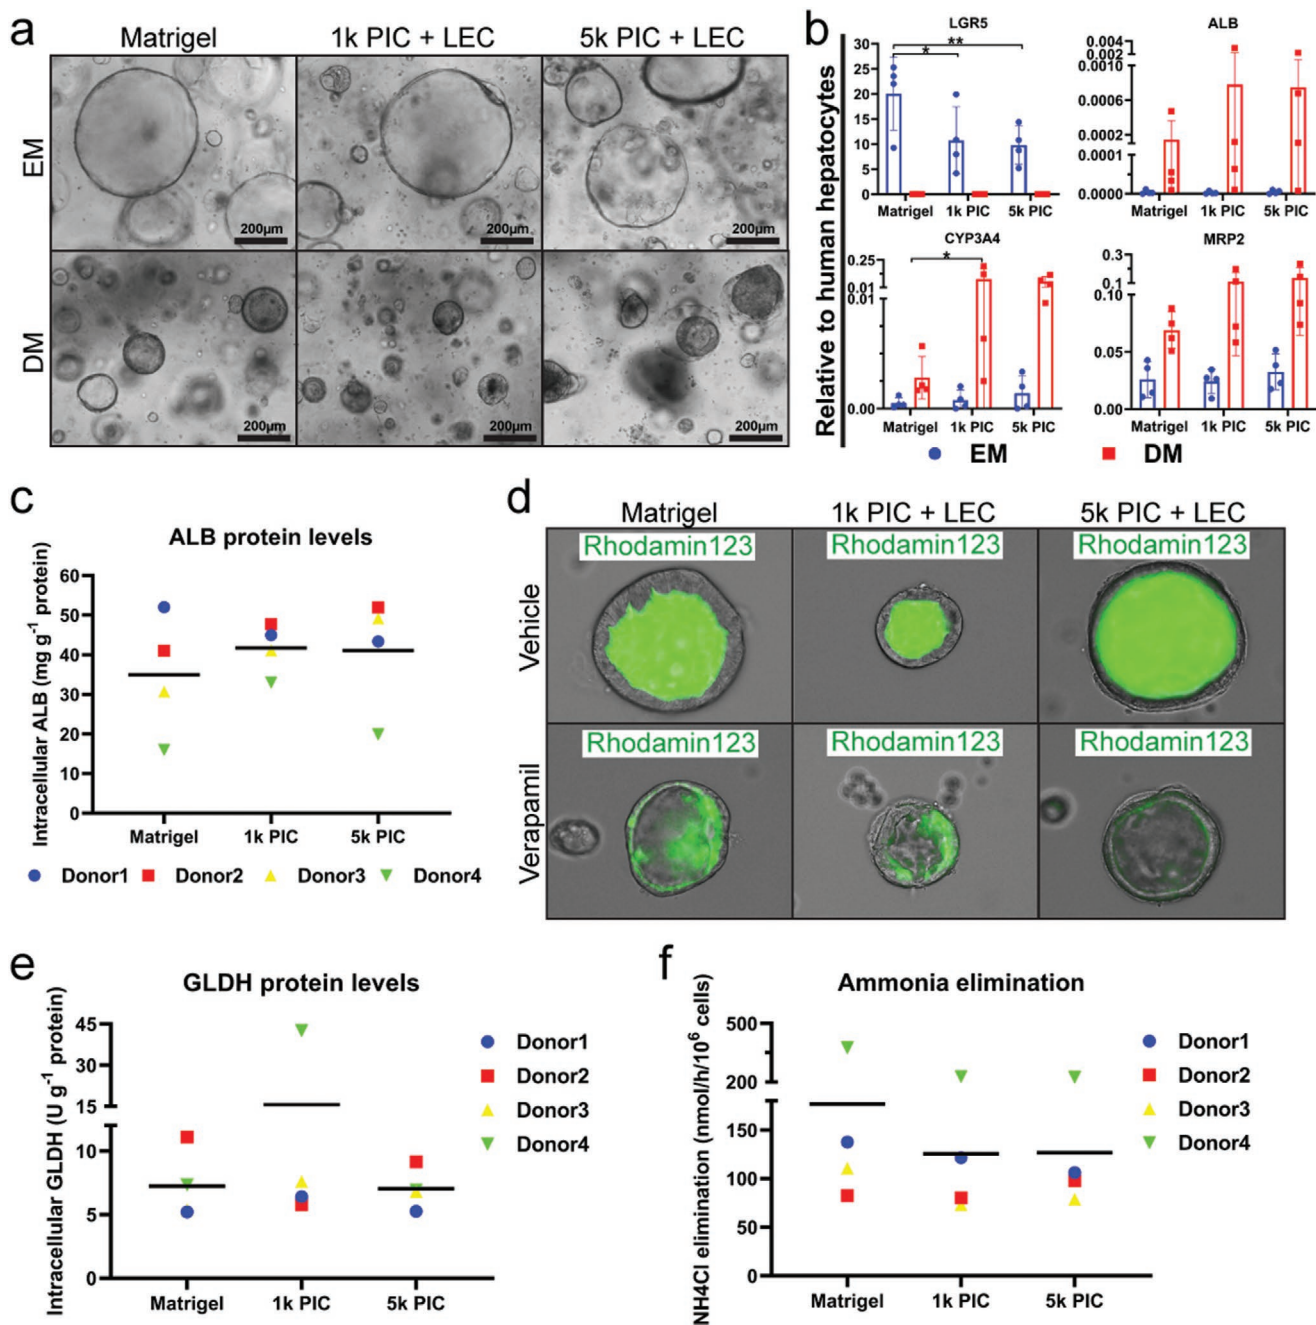 a
Matrigel 1k PIC + LEC 5k PIC + LEC
EM
200µm 200µm 200µm
DM
200µm 200µm 200µm
b
Relative to human hepatocytes
LGR5
30
25
20
15
10
5
0
* **
Matrigel 1k PIC 5k PIC
ALB
0.004
0.002
0.0010
0.0006
0.0002
0.0001
0.0000
Matrigel 1k PIC 5k PIC
CYP3A4
0.25
0.01
0.00
*
Matrigel 1k PIC 5k PIC
MRP2
0.3
0.10
0.05
0.00
Matrigel 1k PIC 5k PIC
EM DM
c
ALB protein levels
Intracellular ALB (mg g-1 protein)
60
50
40
30
20
10
0
Matrigel 1k PIC 5k PIC
Donor1 Donor2 Donor3 Donor4
d
Matrigel 1k PIC + LEC 5k PIC + LEC
Vehicle
Rhodamin123 Rhodamin123 Rhodamin123
Verapamil
Rhodamin123 Rhodamin123 Rhodamin123
e
GLDH protein levels
Intracellular GLDH (U g-1 protein)
45
30
15
10
5
0
Matrigel 1k PIC 5k PIC
Donor1
Donor2
Donor3
Donor4
f
Ammonia elimination
NH4Cl elimination (nmol/h/10^6 cells)
500
200
150
100
50
0
Matrigel 1k PIC 5k PIC
Donor1
Donor2
Donor3
Donor4